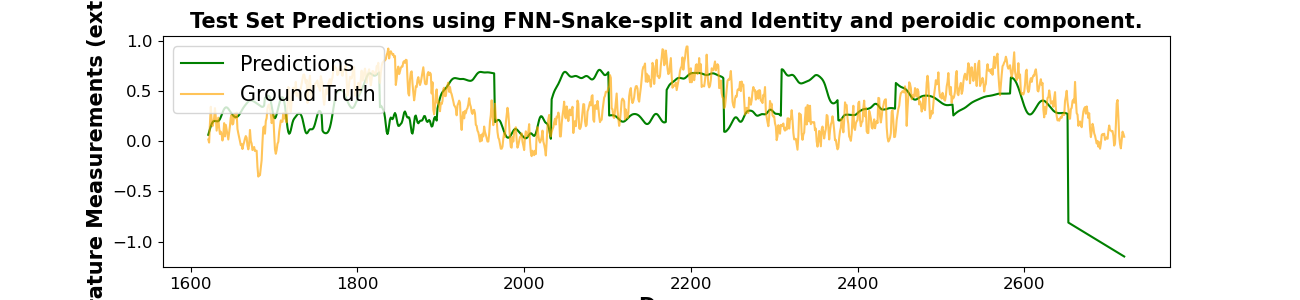 Test Set Predictions using FNN-Snake-split and Identity and peroidic component.
Measurements
Predictions
Ground Truth
1.0
0.5
0.0
−0.5
−1.0
1600 1800 2000 2200 2400 2600